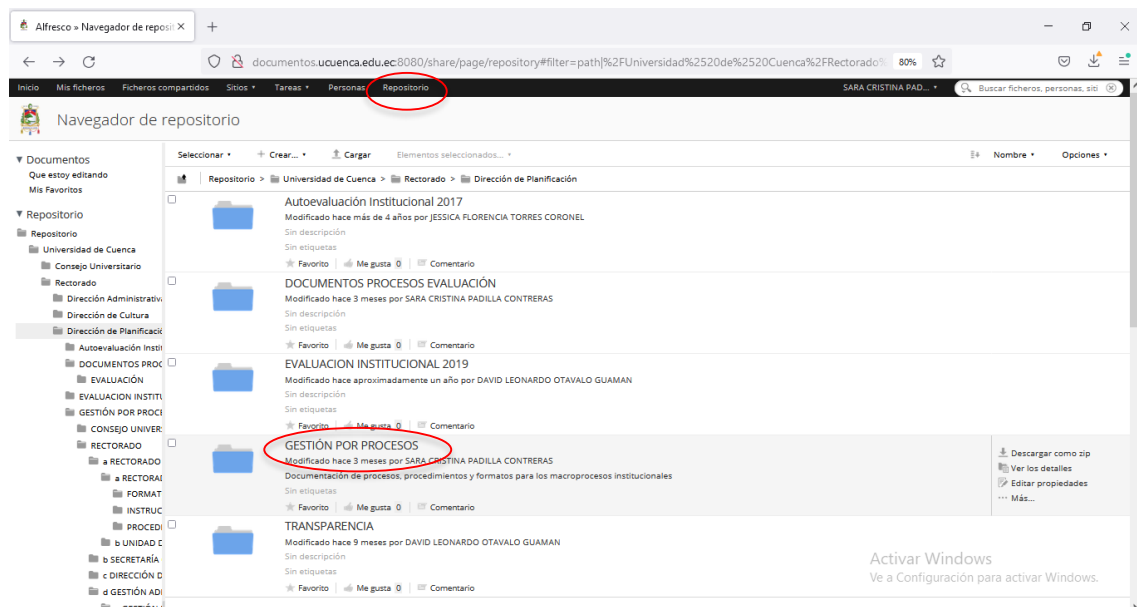 Alfresco » Navegador de reposit
documentos.ucuenca.edu.ec:8080/share/page/repository#filter=path|%2FUniversidad%2520de%2520Cuenca%2FRectorado%
80%
Inicio Mis ficheros Ficheros compartidos Sitios Tareas Personas Repositorio SARA CRISTINA PAD... Buscar ficheros, personas, siti
Navegador de repositorio
Documentos
Que estoy editando
Mis Favoritos
Repositorio
Repositorio
Universidad de Cuenca
Consejo Universitario
Rectorado
Dirección Administrativ
Dirección de Cultura
Dirección de Planificació
Autoevaluación Instit
DOCUMENTOS PROC
EVALUACIÓN
EVALUACION INSTITU
GESTIÓN POR PROCE
CONSEJO UNIVER
RECTORADO
a RECTORADO
a RECTORAD
FORMAT
INSTRUC
PROCEDI
b UNIDAD D
b SECRETARÍA
c DIRECCIÓN D
d GESTIÓN ADI
Seleccionar + Crear... Cargar Elementos seleccionados... Nombre Opciones
Repositorio > Universidad de Cuenca > Rectorado > Dirección de Planificación
Autoevaluación Institucional 2017
Modificado hace más de 4 años por JESSICA FLORENCIA TORRES CORONEL
Sin descripción
Sin etiquetas
Favorito Me gusta 0 Comentario
DOCUMENTOS PROCESOS EVALUACIÓN
Modificado hace 3 meses por SARA CRISTINA PADILLA CONTRERAS
Sin descripción
Sin etiquetas
Favorito Me gusta 0 Comentario
EVALUACION INSTITUCIONAL 2019
Modificado hace aproximadamente un año por DAVID LEONARDO OTAVALO GUAMAN
Sin descripción
Sin etiquetas
Favorito Me gusta 0 Comentario
GESTIÓN POR PROCESOS
Modificado hace 3 meses por SARA CRISTINA PADILLA CONTRERAS
Documentación de procesos, procedimientos y formatos para los macroprocesos institucionales
Sin etiquetas
Favorito Me gusta 0 Comentario
Descargar como zip
Ver los detalles
Editar propiedades
Más...
TRANSPARENCIA
Modificado hace 9 meses por DAVID LEONARDO OTAVALO GUAMAN
Sin descripción
Sin etiquetas
Favorito Me gusta 0 Comentario
Activar Windows
Ve a Configuración para activar Windows.